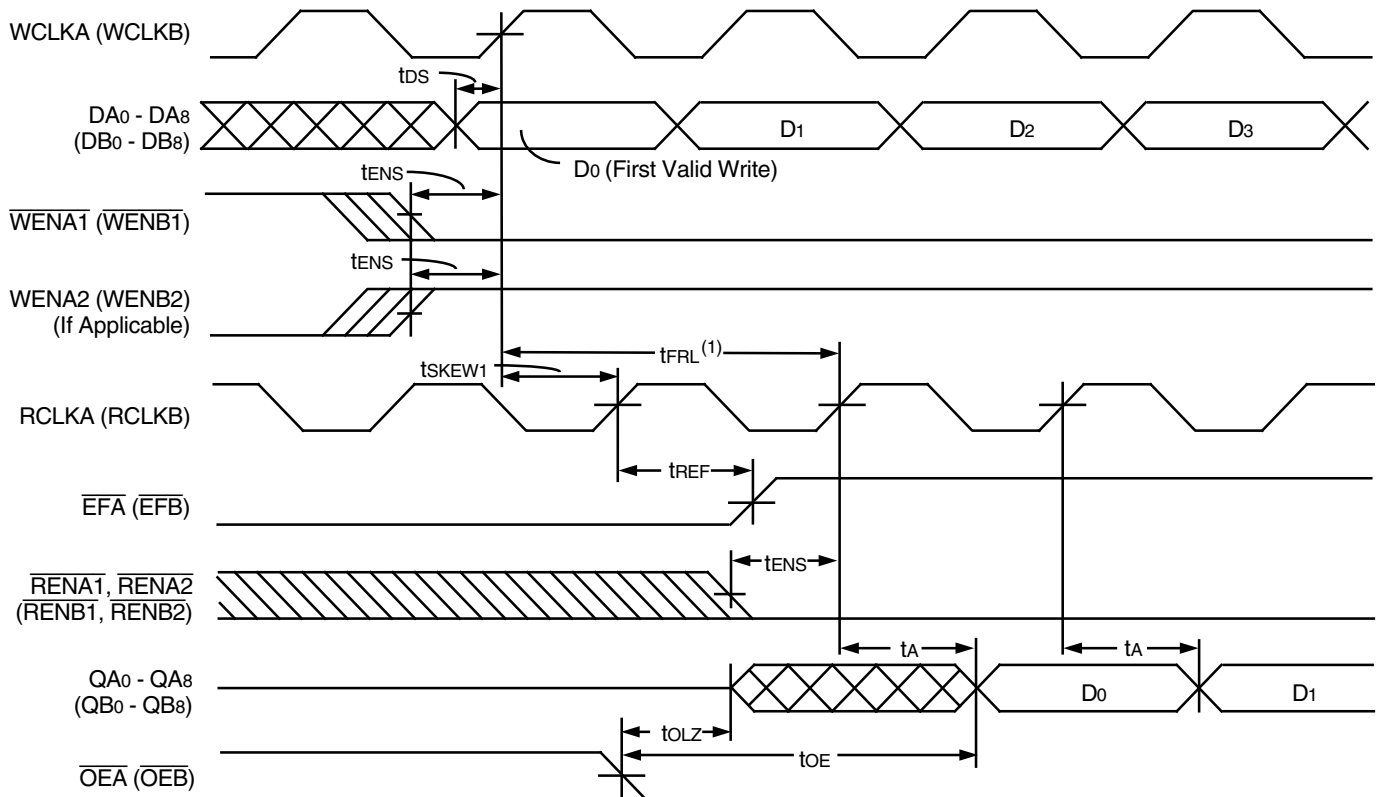 WCLKA (WCLKB)
tDS
DA0 - DA8
(DB0 - DB8)
D1
D2
D3
D0 (First Valid Write)
tENS
WENA1 (WENB1)
tENS
WENA2 (WENB2)
(If Applicable)
tFRL(1)
tSKEW1
RCLKA (RCLKB)
tREF
EFA (EFB)
tENS
RENA1, RENA2
(RENB1, RENB2)
tA
tA
QA0 - QA8
(QB0 - QB8)
D0
D1
tOLZ
tOE
OEA (OEB)